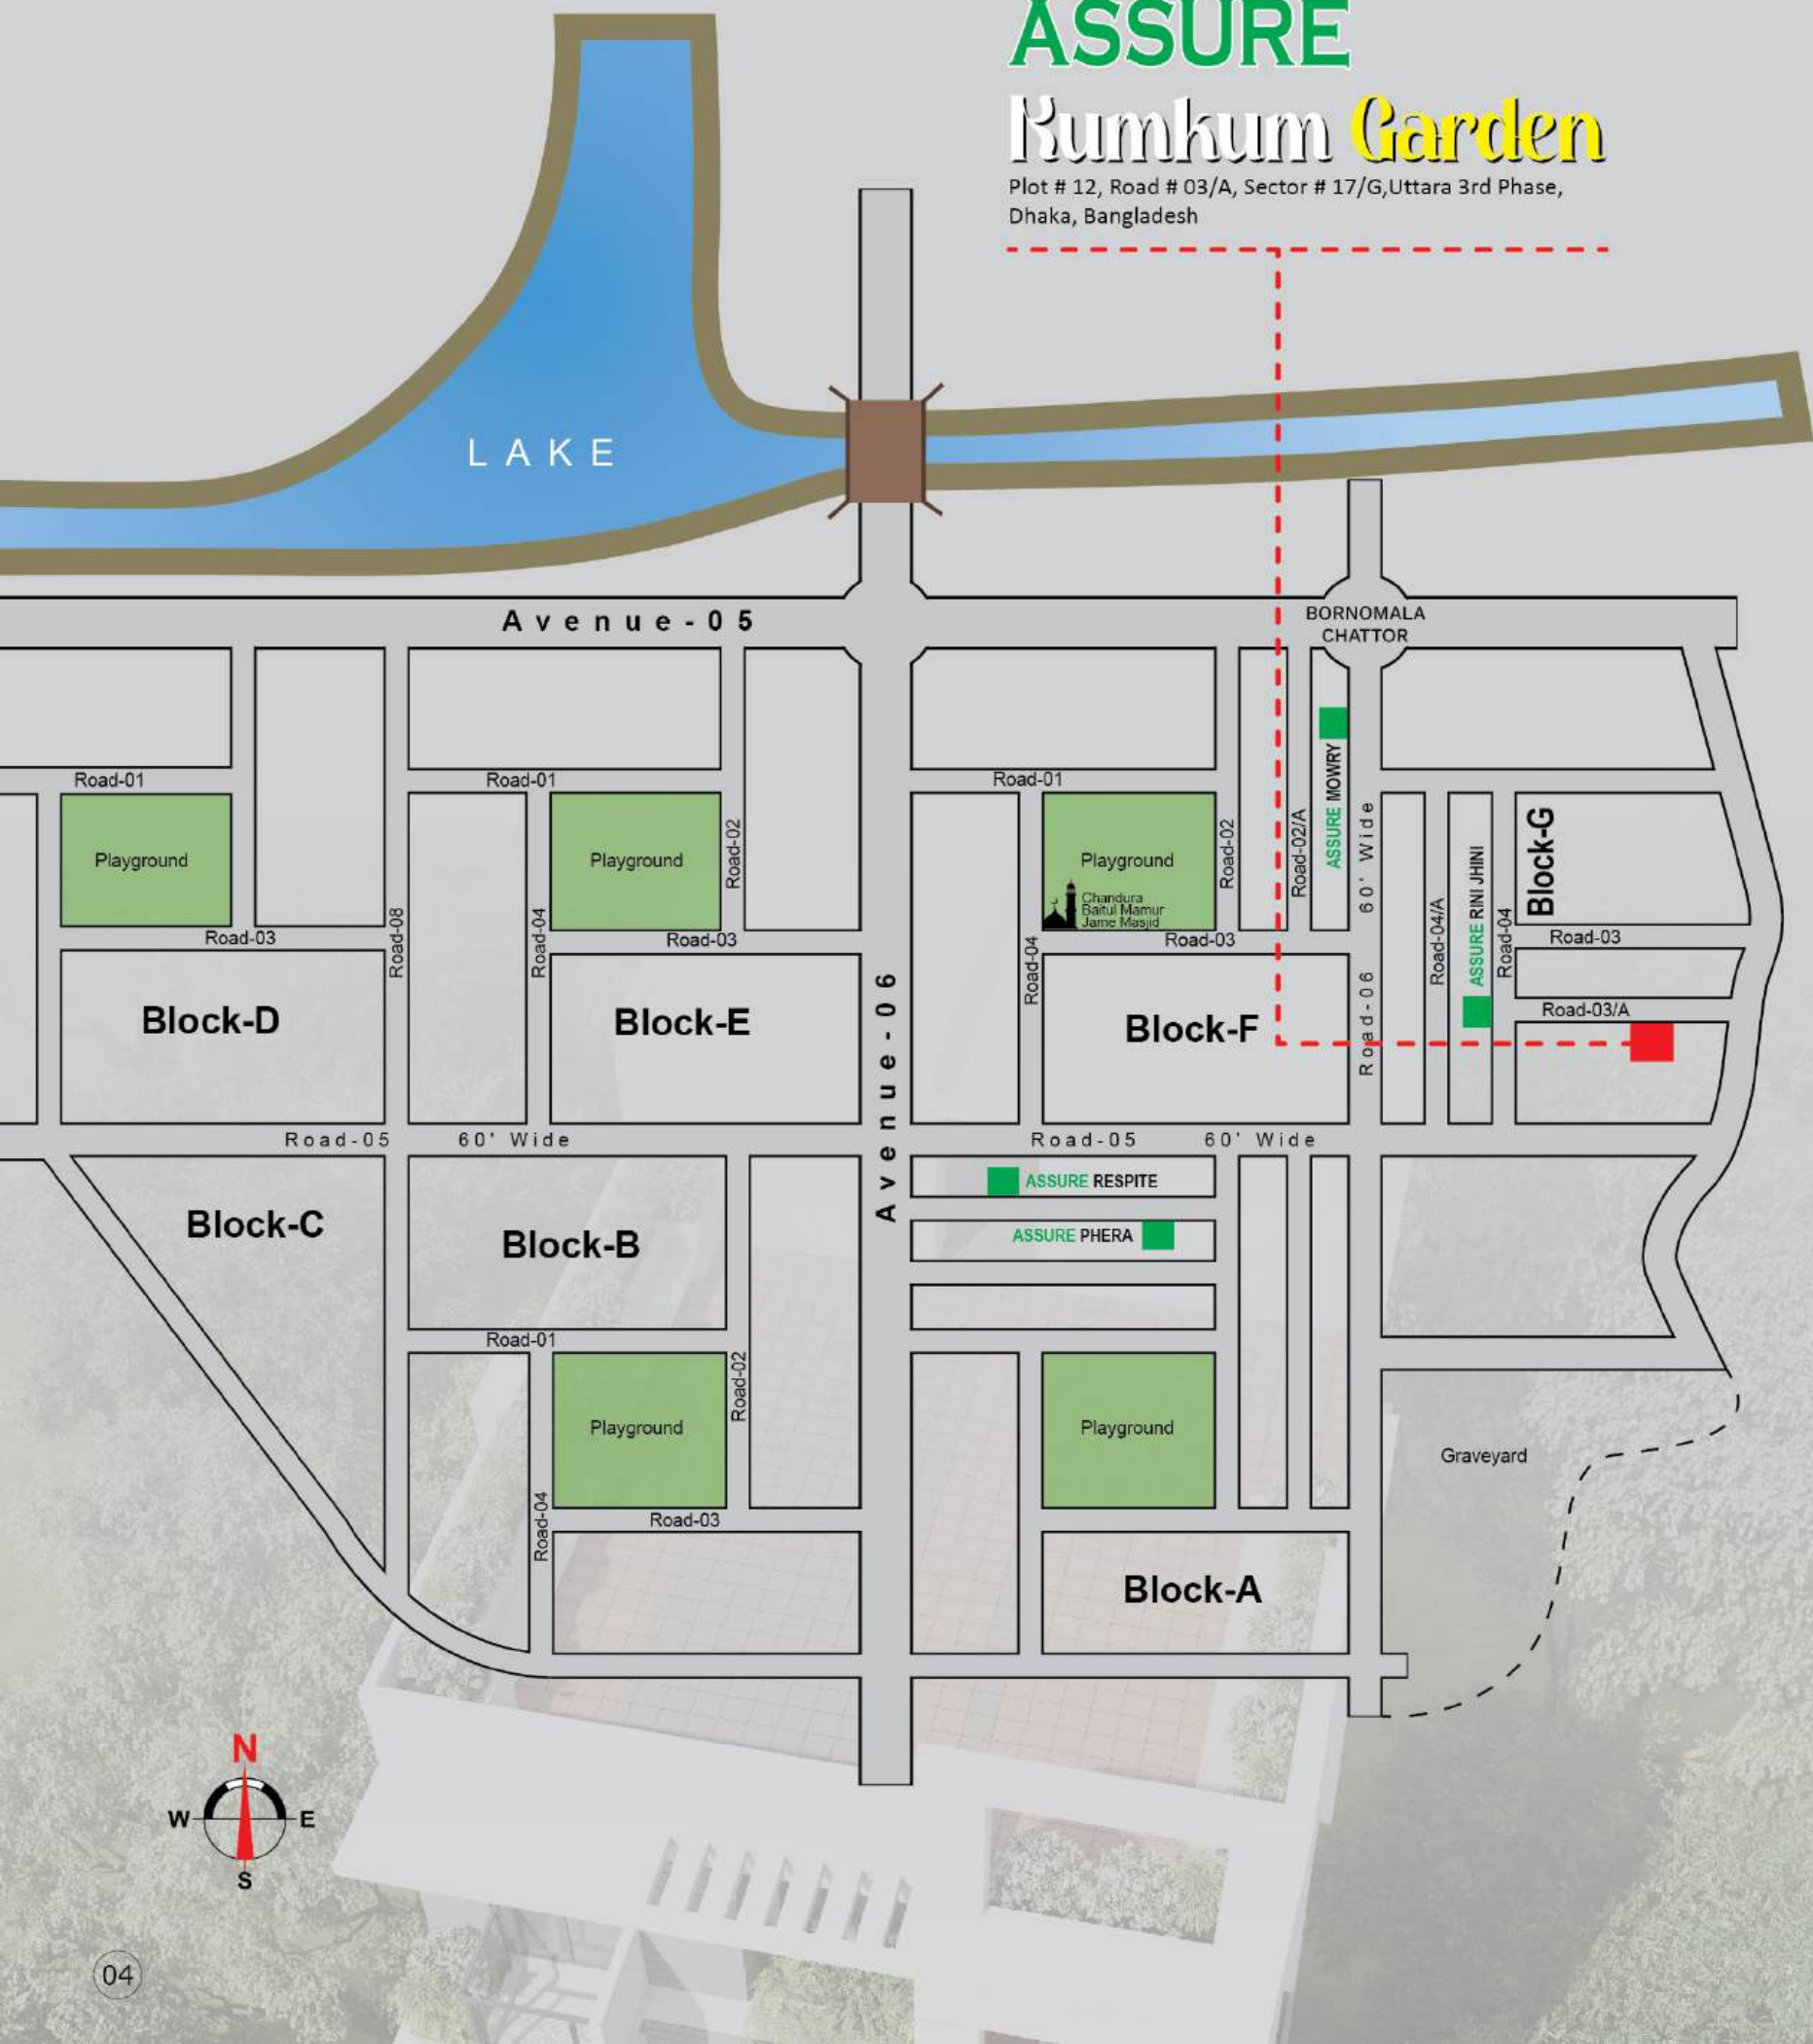 ASSURE
Kumkum Garden
Plot # 12, Road # 03/A, Sector # 17/G,Uttara 3rd Phase,
Dhaka, Bangladesh
LAKE
Avenue-05
BORNOMALA
CHATTOR
Road-01
Road-01
Road-01
Playground
Playground
Playground
Chandura
Baitul Mamur
Jame Masjid
Road-02
Road-02
Road-02/A
ASSURE MOWRY
60' Wide
Road-04/A
ASSURE RINI JHINI
Road-04
Block-G
Road-03
Road-08
Road-04
Road-03
Road-04
Road-03
Road-03
Road-03/A
Block-D
Block-E
Avenue-06
Block-F
Road-06
Road-05
60' Wide
Road-05
60' Wide
ASSURE RESPITE
ASSURE PHERA
Block-C
Block-B
Road-01
Road-02
Playground
Playground
Graveyard
Road-04
Road-03
Block-A
N
W
E
S
04